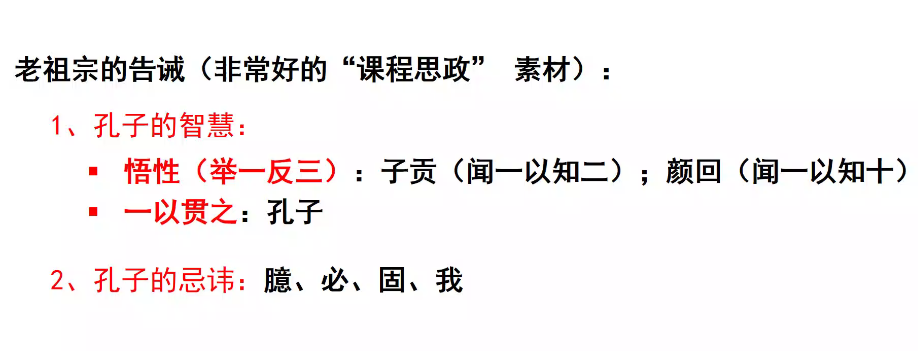 老祖宗的告诫（非常好的“课程思政” 素材）：
1、孔子的智慧：
▪ 悟性（举一反三）：子贡（闻一以知二）；颜回（闻一以知十）
▪ 一以贯之：孔子
2、孔子的忌讳：臆、必、固、我